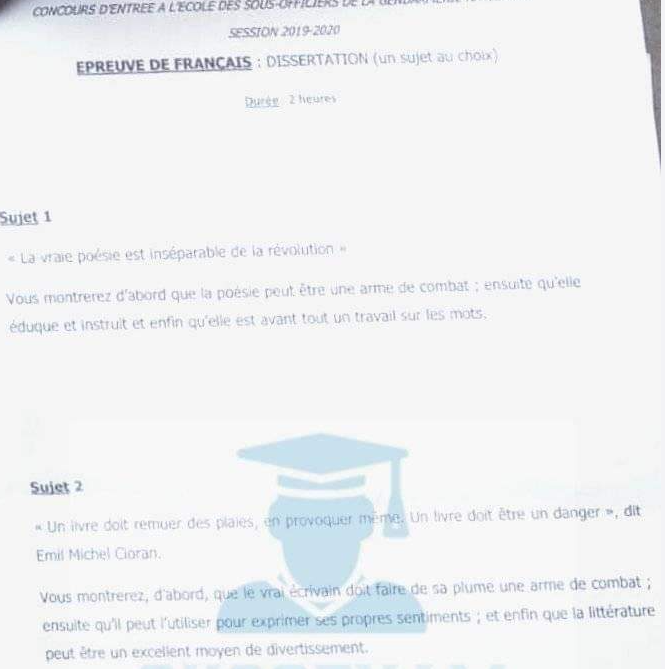 CONCOURS D'ENTREE A L'ECOLE DES SOUS-OFFICIERS DE LA
SESSION 2019-2020
EPREUVE DE FRANÇAIS : DISSERTATION (un sujet au choix)
Durée 2 heures
Sujet 1
« La vraie poésie est inséparable de la révolution »
Vous montrerez d'abord que la poésie peut être une arme de combat ; ensuite qu'elle
éduque et instruit et enfin qu'elle est avant tout un travail sur les mots.
Sujet 2
« Un livre doit remuer des plaies, en provoquer même. Un livre doit être un danger », dit
Emil Michel Cioran.
Vous montrerez, d'abord, que le vrai écrivain doit faire de sa plume une arme de combat ;
ensuite qu'il peut l'utiliser pour exprimer ses propres sentiments ; et enfin que la littérature
peut être un excellent moyen de divertissement.